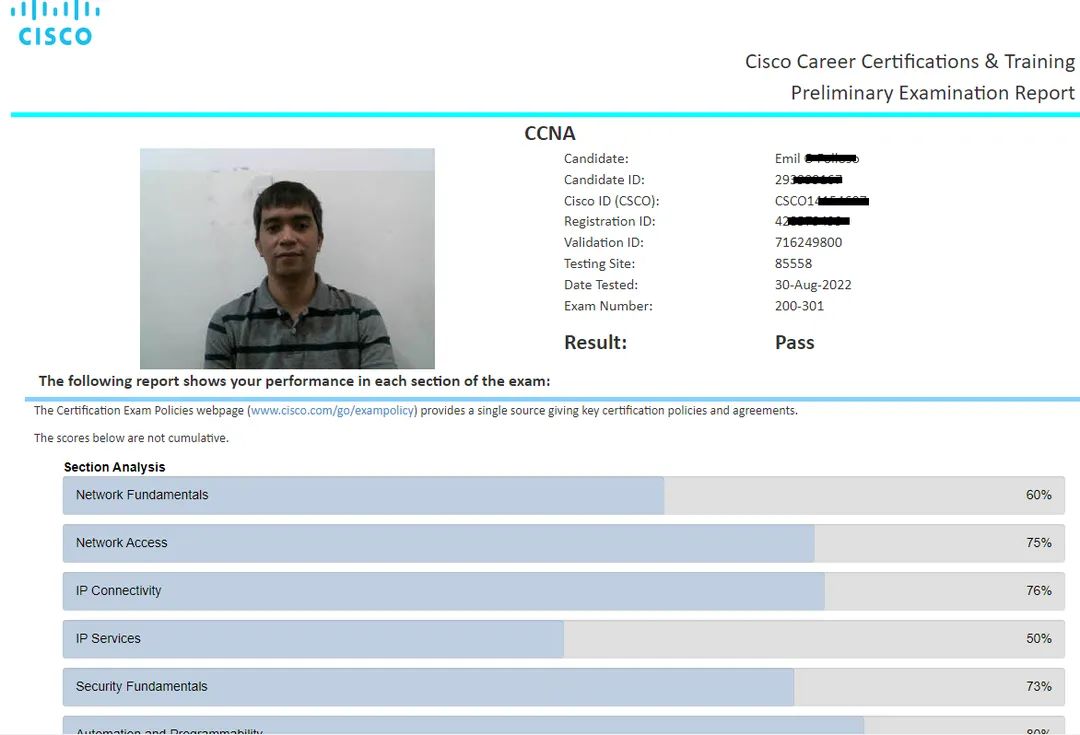 CISCO
Cisco Career Certifications & Training
Preliminary Examination Report
CCNA
Candidate: Emil
Candidate ID: 293
Cisco ID (CSCO): CSCO14
Registration ID: 42
Validation ID: 716249800
Testing Site: 85558
Date Tested: 30-Aug-2022
Exam Number: 200-301
Result: Pass
The following report shows your performance in each section of the exam:
The Certification Exam Policies webpage (www.cisco.com/go/exampolicy) provides a single source giving key certification policies and agreements.
The scores below are not cumulative.
Section Analysis
Network Fundamentals 60%
Network Access 75%
IP Connectivity 76%
IP Services 50%
Security Fundamentals 73%
Automation and Programmability 80%